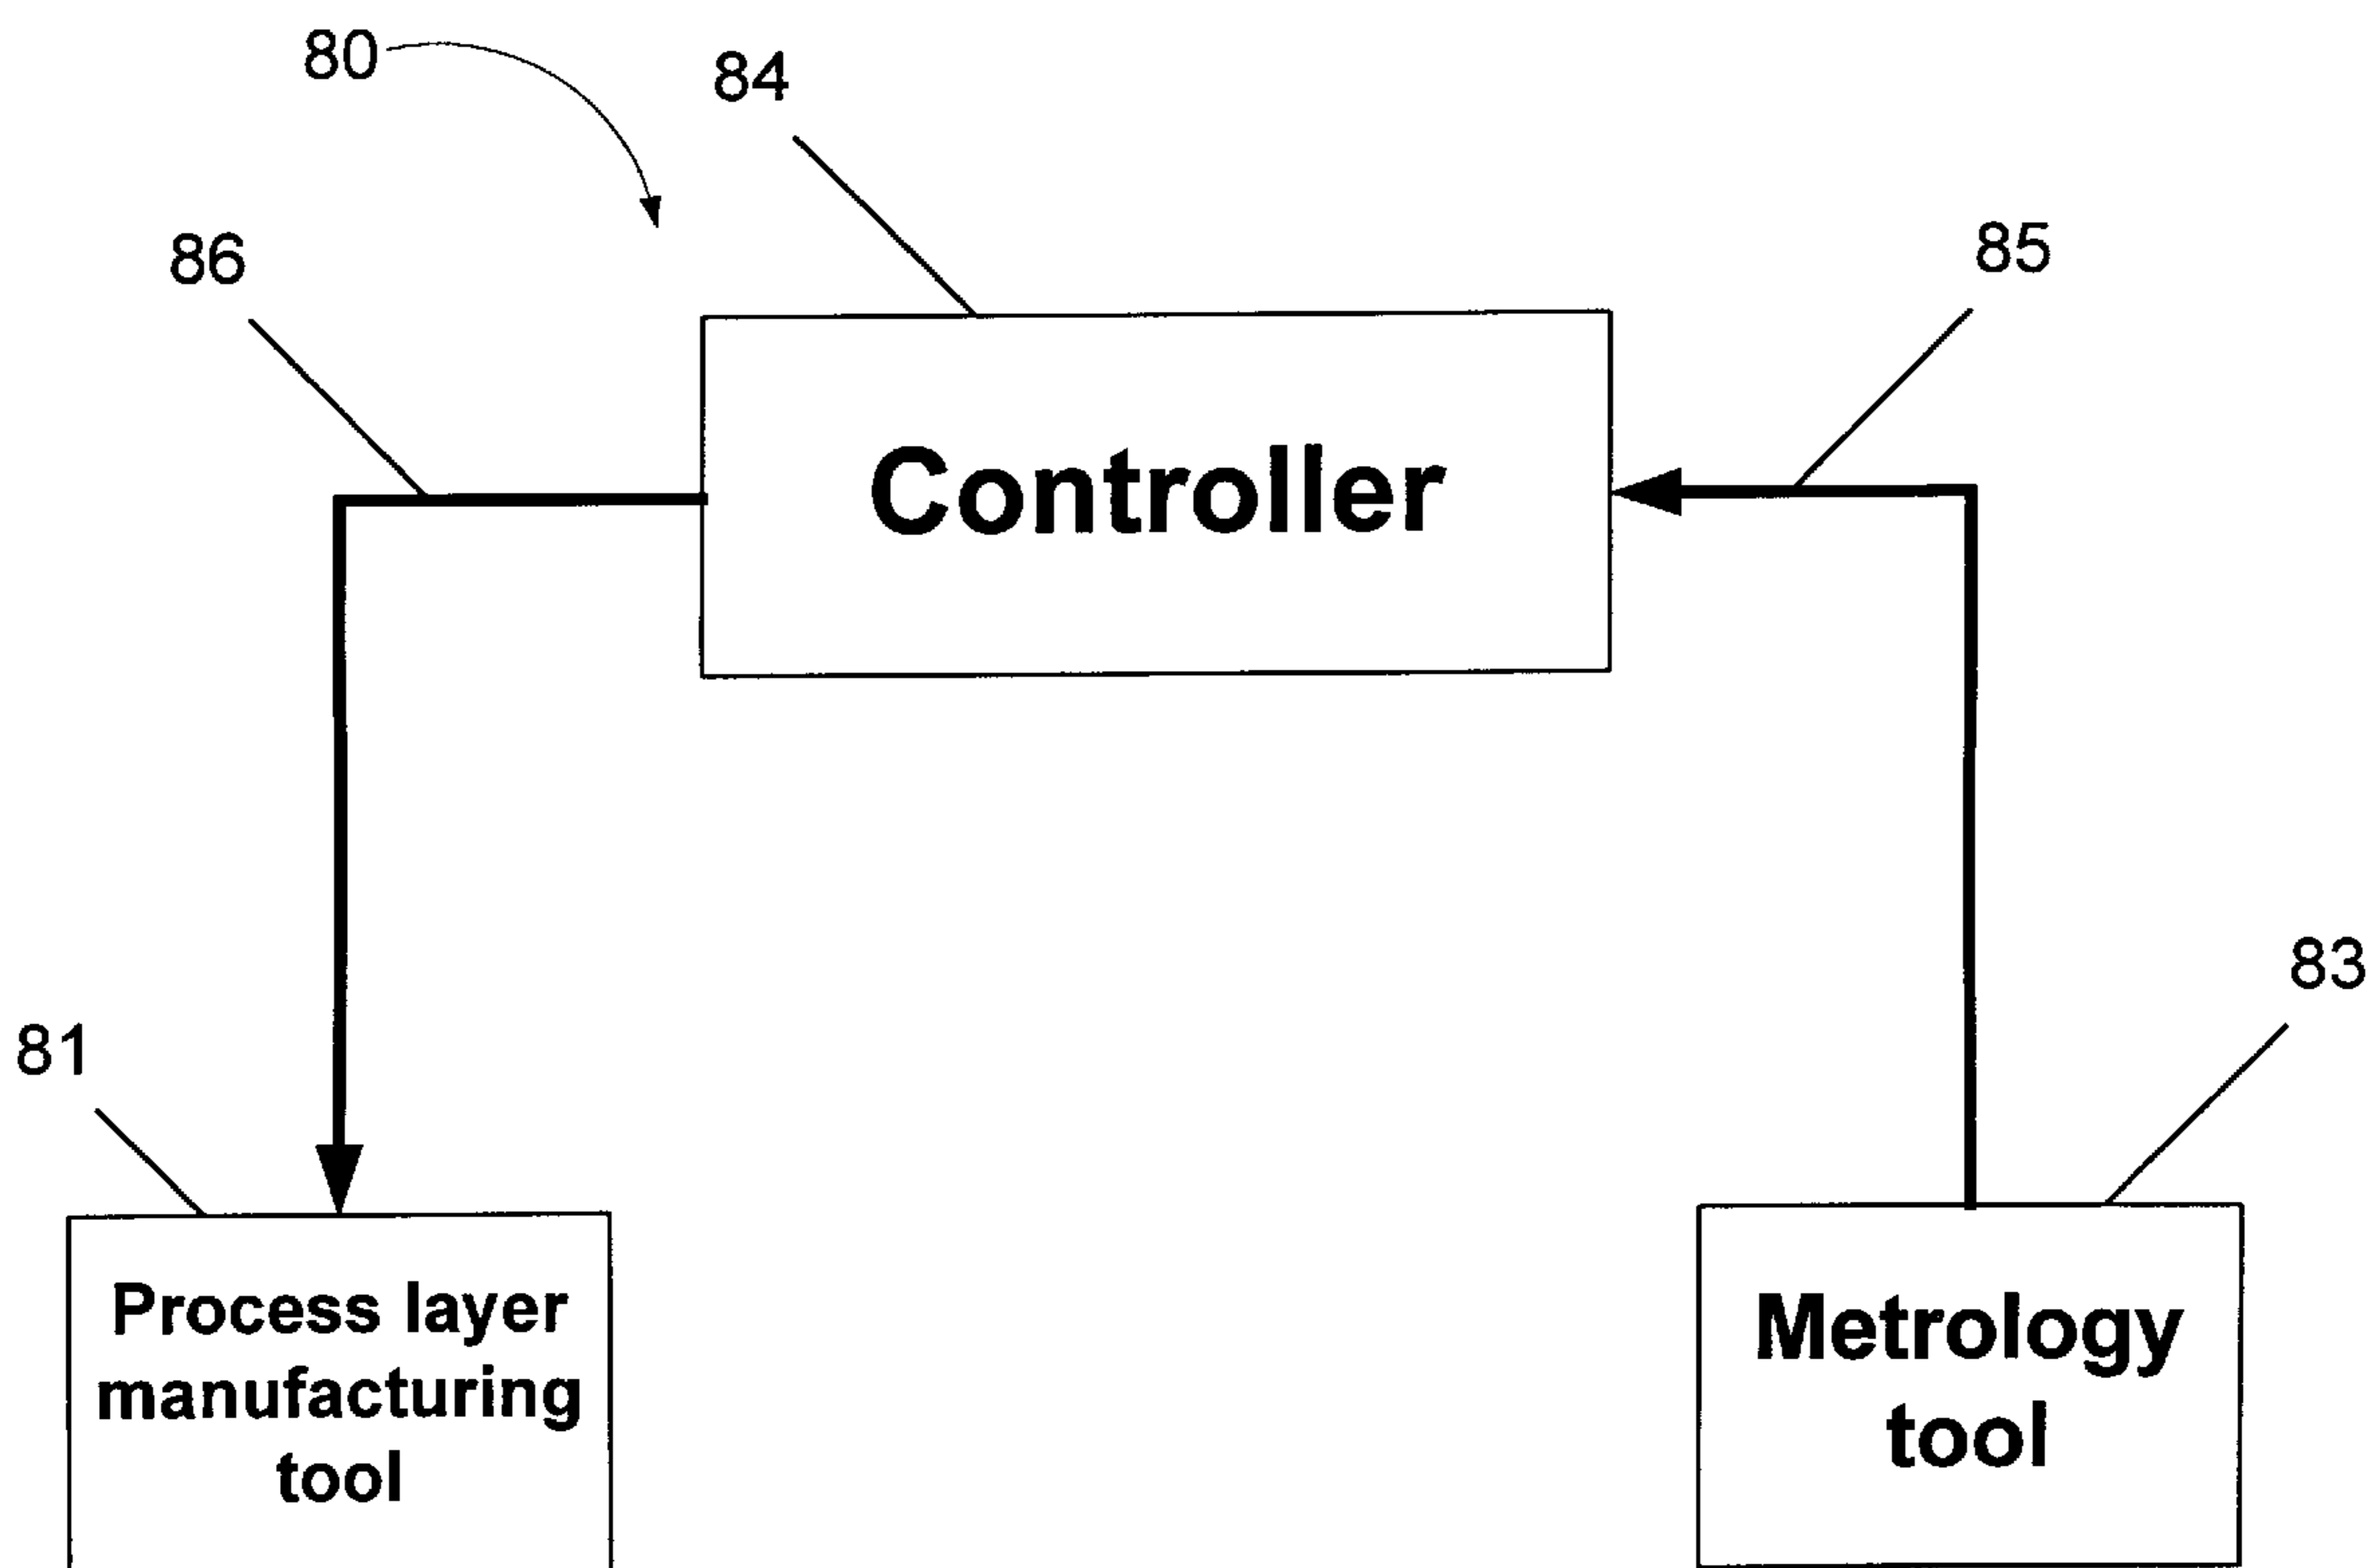 80
84
86
85
Controller
83
81
Process layer
manufacturing
tool
Metrology
tool